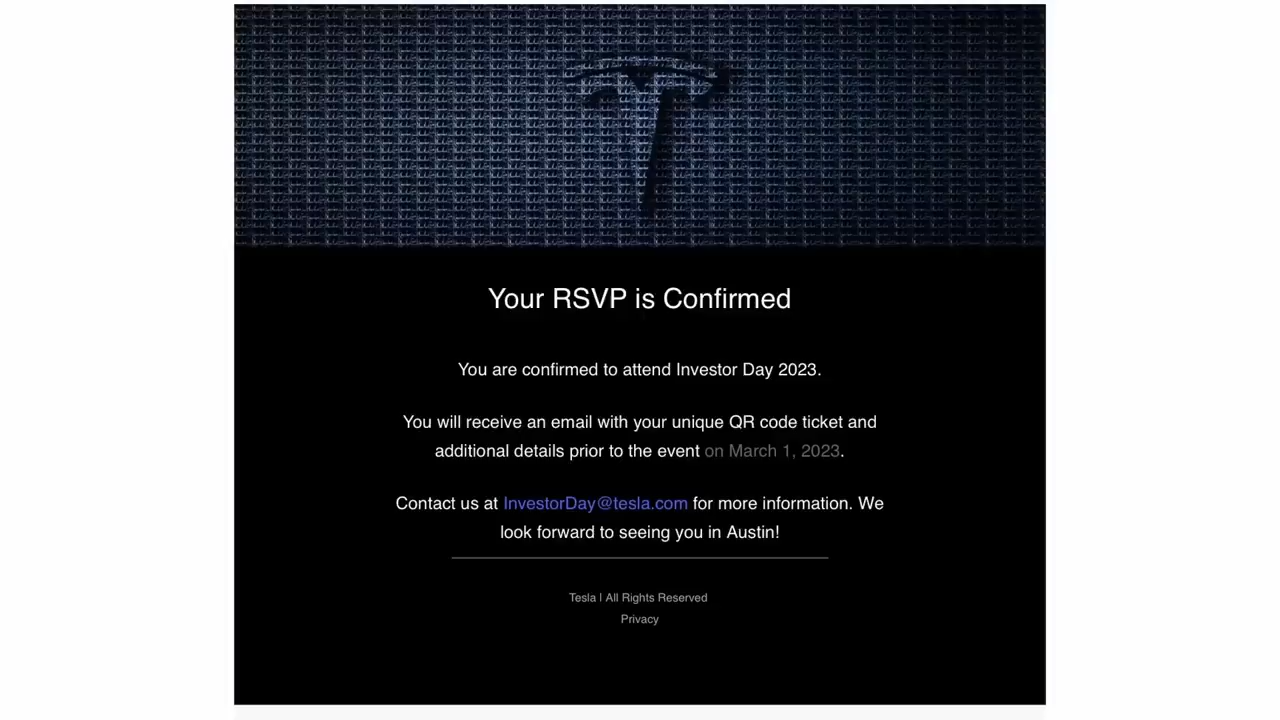 Your RSVP is Confirmed
You are confirmed to attend Investor Day 2023.
You will receive an email with your unique QR code ticket and
additional details prior to the event on March 1, 2023.
Contact us at InvestorDay@tesla.com for more information. We
look forward to seeing you in Austin!
Tesla | All Rights Reserved
Privacy